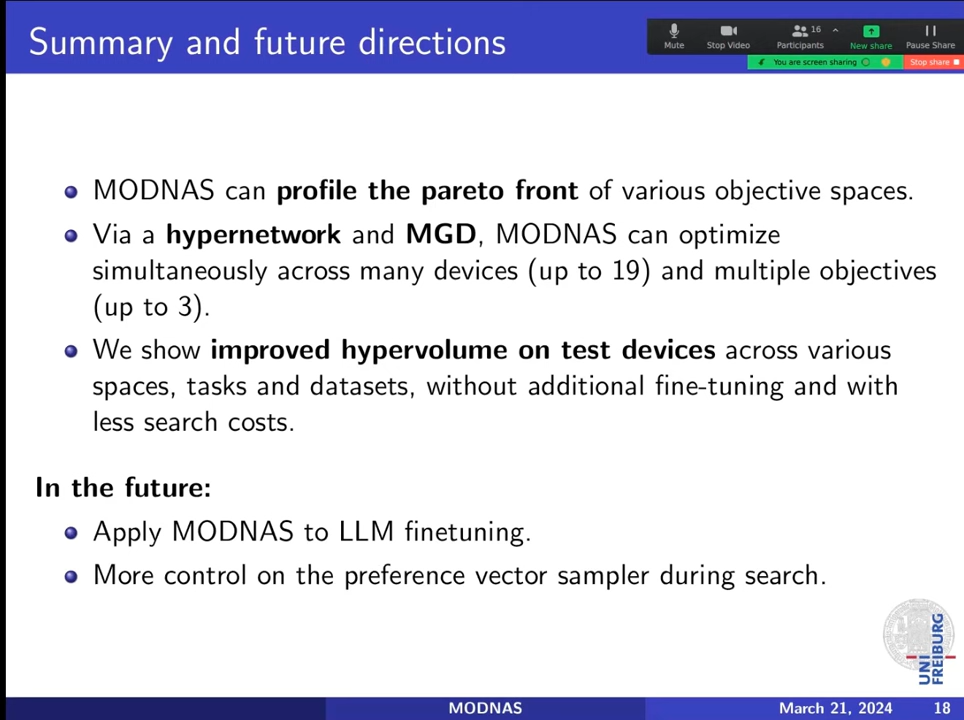 Summary and future directions
Mute
Stop Video
Participants
16
New share
Pause Share
You are screen sharing
Stop share
MODNAS can profile the pareto front of various objective spaces.
Via a hypernetwork and MGD, MODNAS can optimize
simultaneously across many devices (up to 19) and multiple objectives
(up to 3).
We show improved hypervolume on test devices across various
spaces, tasks and datasets, without additional fine-tuning and with
less search costs.
In the future:
Apply MODNAS to LLM finetuning.
More control on the preference vector sampler during search.
UNI
FREIBURG
MODNAS
March 21, 2024
18